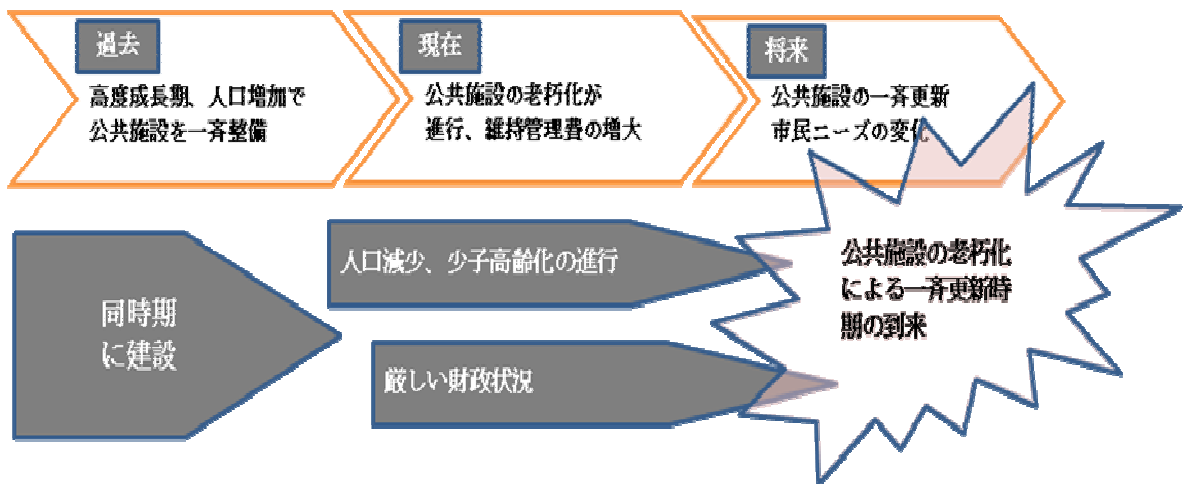 過去
高度成長期、人口増加で
公共施設を一斉整備
現在
公共施設の老朽化が
進行、維持管理費の増大
将来
公共施設の一斉更新
市民ニーズの変化
同時期
に建設
人口減少、少子高齢化の進行
厳しい財政状況
公共施設の老朽化
による一斉更新時
期の到来